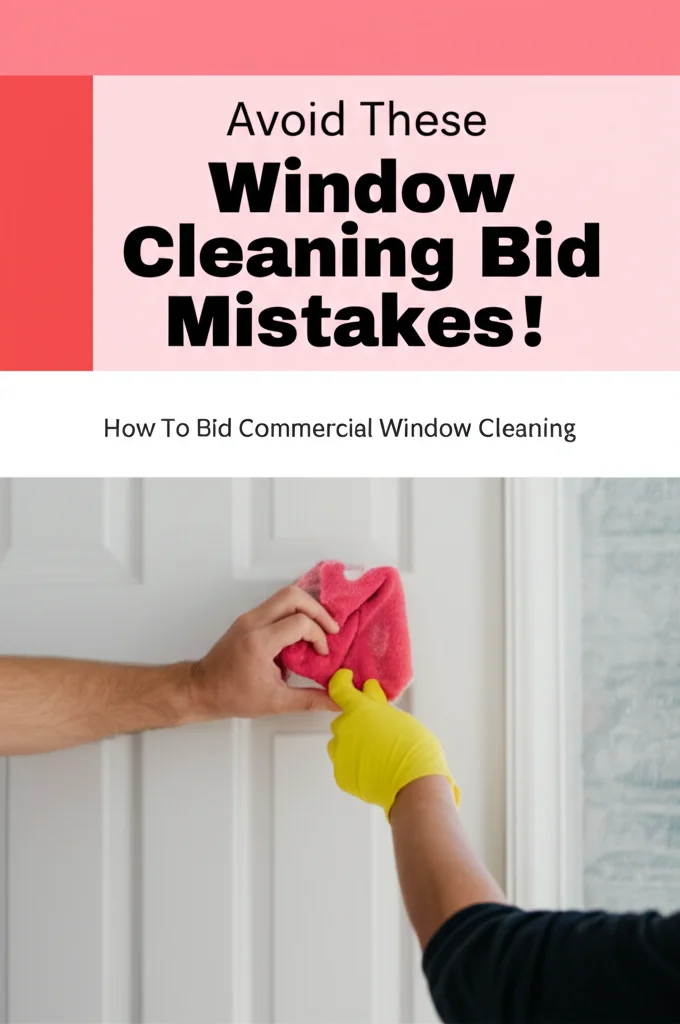 Avoid These
Window
Cleaning Bid
Mistakes!
How To Bid Commercial Window Cleaning